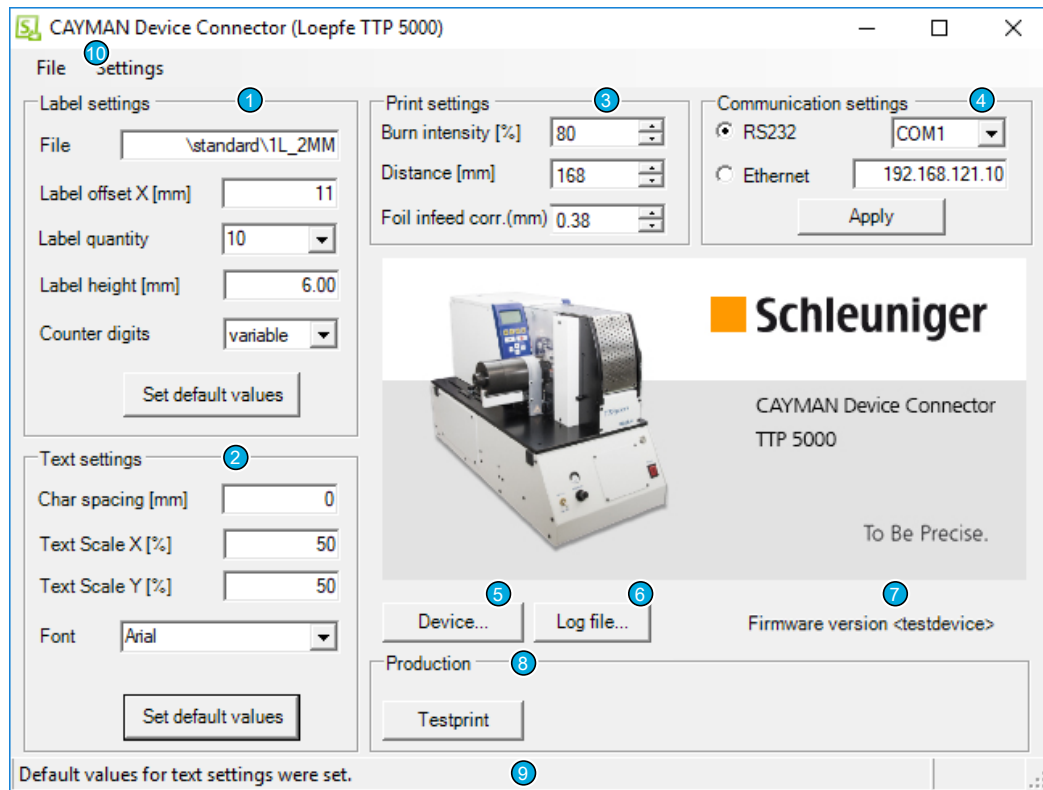 CAYMAN Device Connector (Loepfe TTP 5000)
10
File Settings
Label settings 1
File \standard\1L_2MM
Label offset X [mm] 11
Label quantity 10
Label height [mm] 6.00
Counter digits variable
Set default values
Text settings 2
Char spacing [mm] 0
Text Scale X [%] 50
Text Scale Y [%] 50
Font Arial
Set default values
Print settings 3
Burn intensity [%] 80
Distance [mm] 168
Foil infeed corr.(mm) 0.38
Communication settings 4
RS232 COM1
Ethernet 192.168.121.10
Apply
Schleuniger
CAYMAN Device Connector
TTP 5000
To Be Precise.
5 6 7
Device... Log file... Firmware version <testdevice>
Production 8
Testprint
Default values for text settings were set. 9